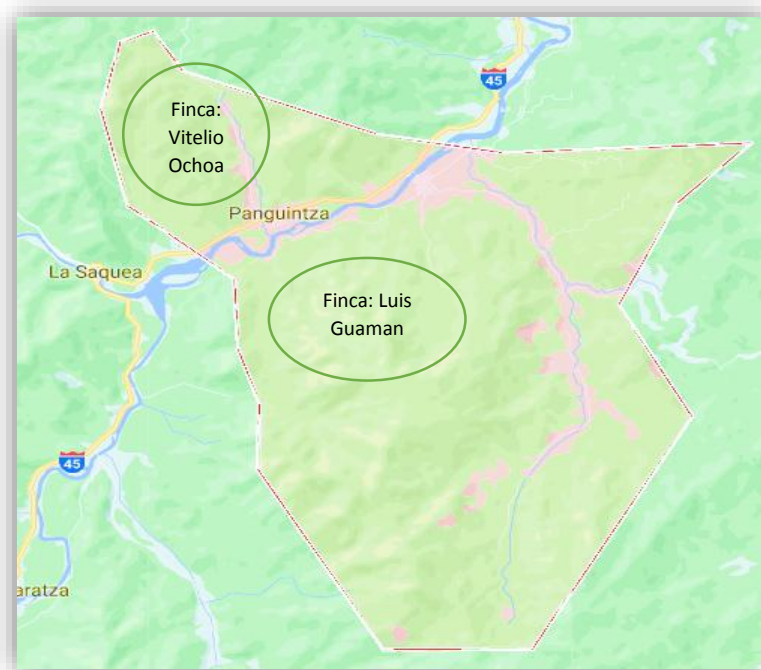 45
Finca:
Vitelio
Ochoa
Panguintza
La Saquea
Finca: Luis
Guaman
45
aratza